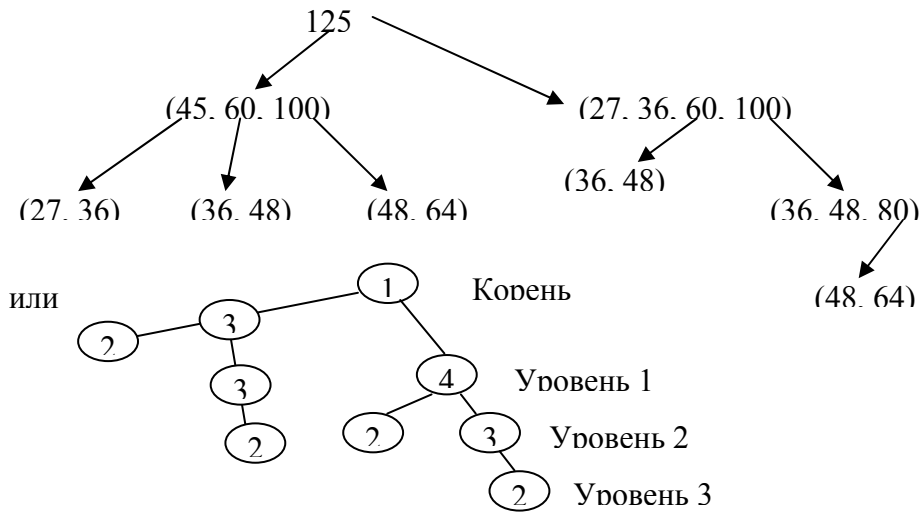 125
(45, 60, 100) (27, 36, 60, 100)
(36, 48)
(27, 36) (36, 48) (48, 64) (36, 48, 80)
или 1 Корень (48, 64)
3
2
3 4 Уровень 1
2 2 3 Уровень 2
2 Уровень 3